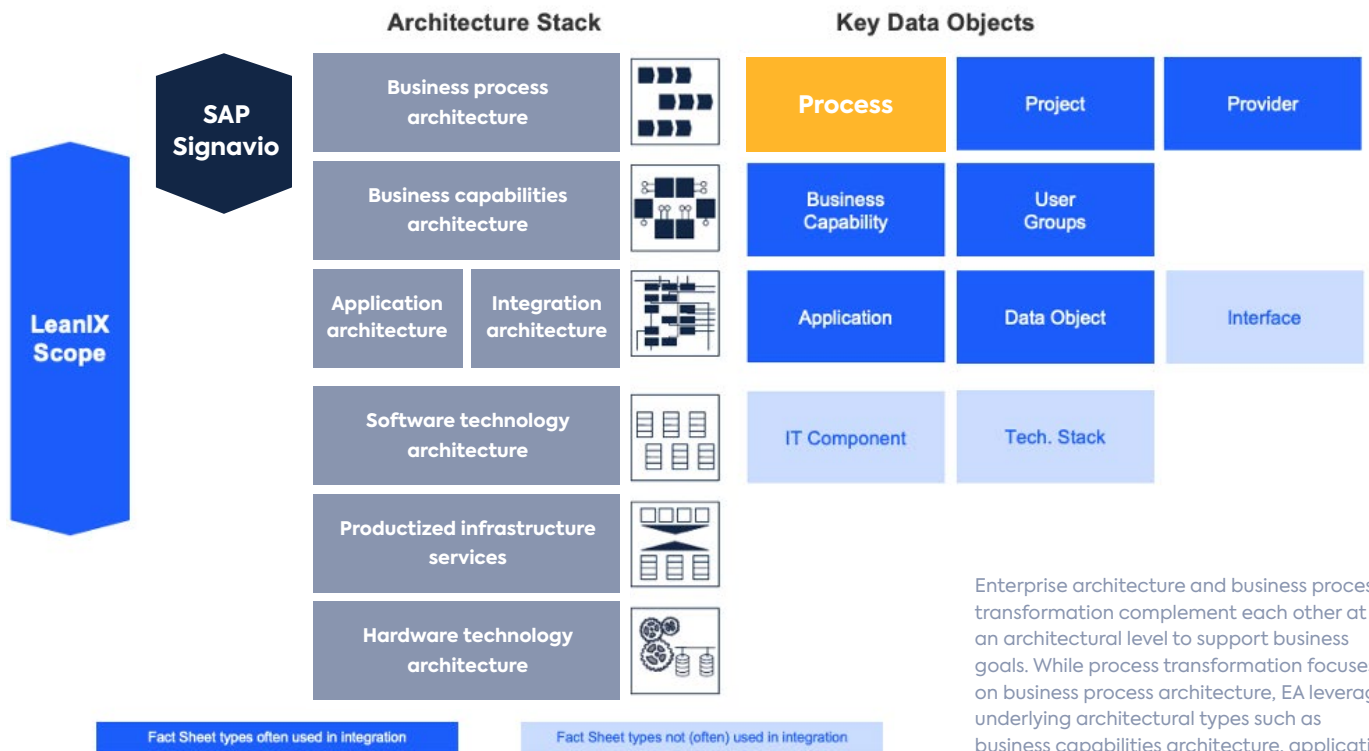 Architecture Stack
Key Data Objects
SAP
Signavio
LeanIX
Scope
Business process
architecture
Process
Project
Provider
Business capabilities
architecture
Business
Capability
User
Groups
Application
architecture
Integration
architecture
Application
Data Object
Interface
Software technology
architecture
IT Component
Tech. Stack
Productized infrastructure
services
Hardware technology
architecture
Enterprise architecture and business proces
transformation complement each other at
an architectural level to support business
goals. While process transformation focuse
on business process architecture, EA leverag
underlying architectural types such as
business capabilities architecture, applicati
Fact Sheet types often used in integration
Fact Sheet types not (often) used in integration